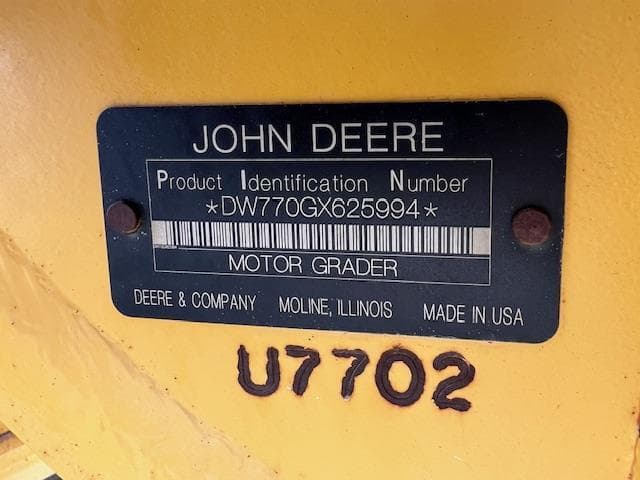 JOHN DEERE
Product Identification Number
*DW770GX625994*
MOTOR GRADER
DEERE & COMPANY MOLINE, ILLINOIS MADE IN USA
U7702